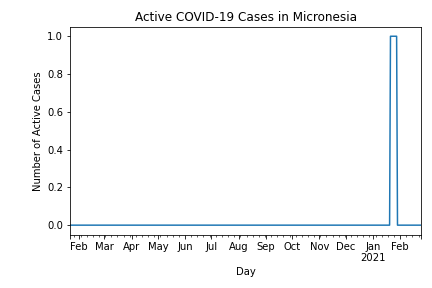 Active COVID-19 Cases in Micronesia
Number of Active Cases
1.0
0.8
0.6
0.4
0.2
0.0
Feb Mar Apr May Jun Jul Aug Sep Oct Nov Dec Jan Feb
2021
Day